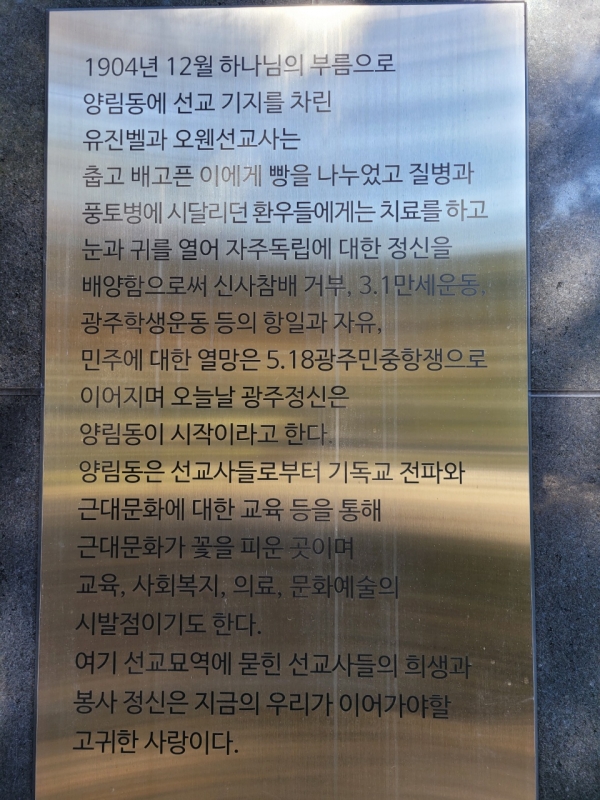 1904년 12월 하나님의 부름으로
양림동에 선교 기지를 차린
유진벨과 오웬선교사는
춥고 배고픈 이에게 빵을 나누었고 질병과
풍토병에 시달리던 환우들에게는 치료를 하고
눈과 귀를 열어 자주독립에 대한 정신을
배양함으로써 신사참배 거부, 3.1만세운동,
광주학생운동 등의 항일과 자유,
민주에 대한 열망은 5.18광주민중항쟁으로
이어지며 오늘날 광주정신은
양림동이 시작이라고 한다.
양림동은 선교사들로부터 기독교 전파와
근대문화에 대한 교육 등을 통해
근대문화가 꽃을 피운 곳이며
교육, 사회복지, 의료, 문화예술의
시발점이기도 한다.
여기 선교묘역에 묻힌 선교사들의 희생과
봉사 정신은 지금의 우리가 이어가야할
고귀한 사랑이다.